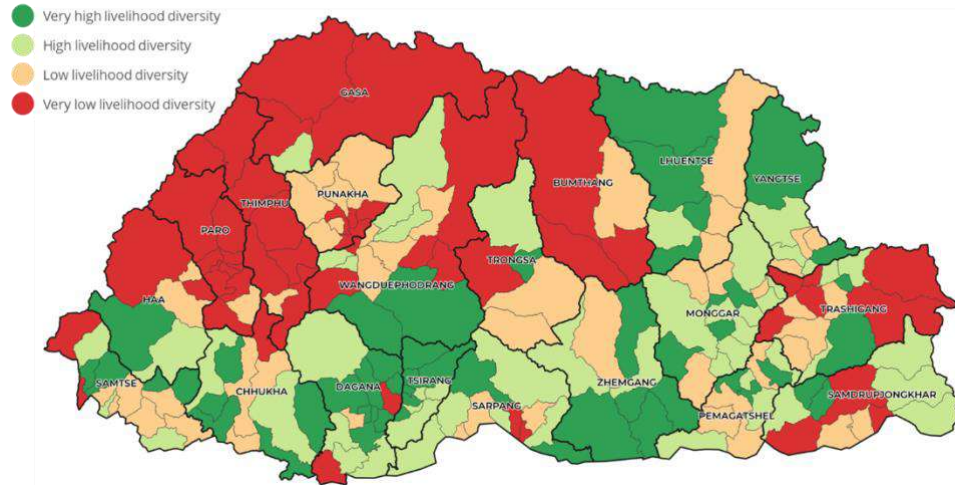 Very high livelihood diversity
High livelihood diversity
Low livelihood diversity
Very low livelihood diversity
GASA
LHUENTSE
YANGTSE
BUMTHANG
PUNAKHA
THIMPHU
PARO
TRONGSA
WANGDUEPHODRANG
HAA
MONGGAR
TRASHIGANG
SAMTSE
CHHUKHA
DAGANA
TSIRANG
ZHEMGANG
SAMDRUPJONGKHAR
SARPANG
PEMAGATSHEL